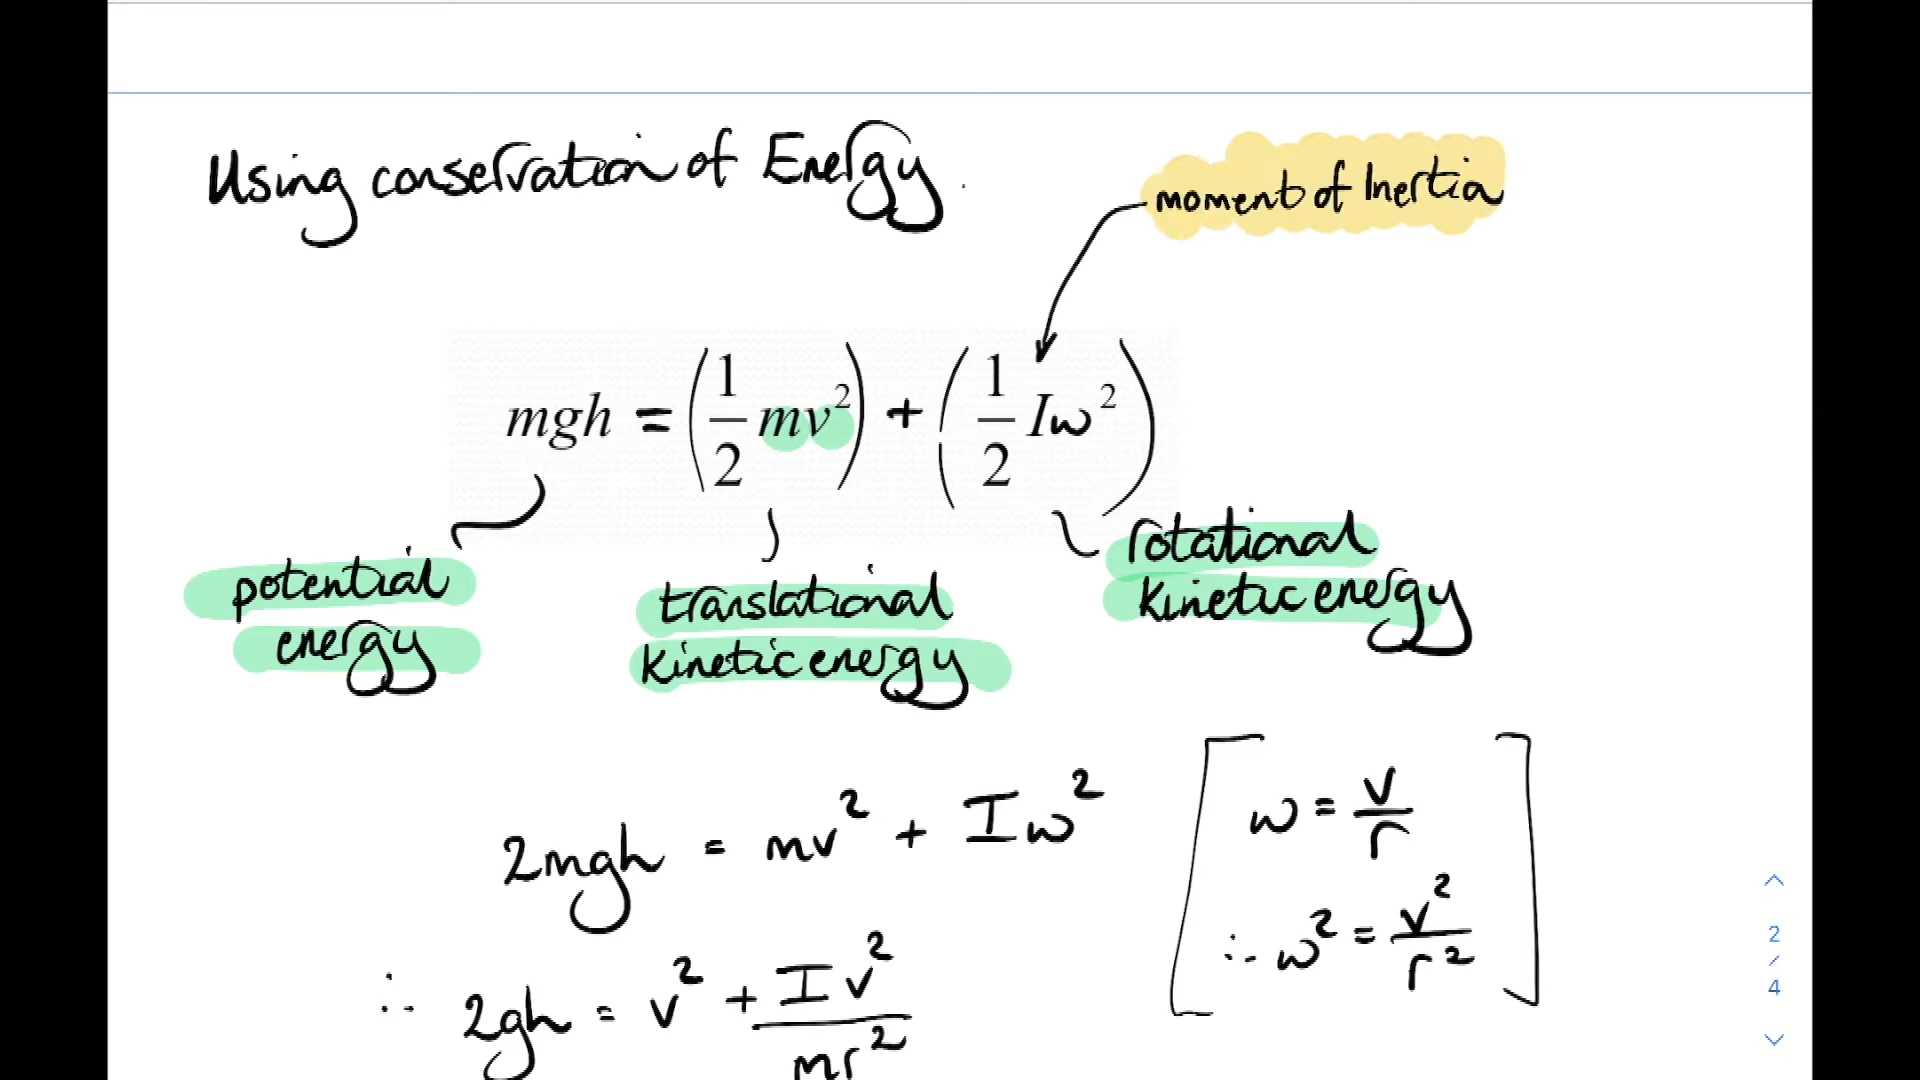 Using conservation of Energy.
moment of Inertia
mgh = (1/2 mv²) + (1/2 Iω²)
potential energy
translational kinetic energy
rotational kinetic energy
2mgh = mv² + Iω²
[ω = v/r
∴ ω² = v²/r²]
∴ 2gh = v² + Iv²/mr²
2/4